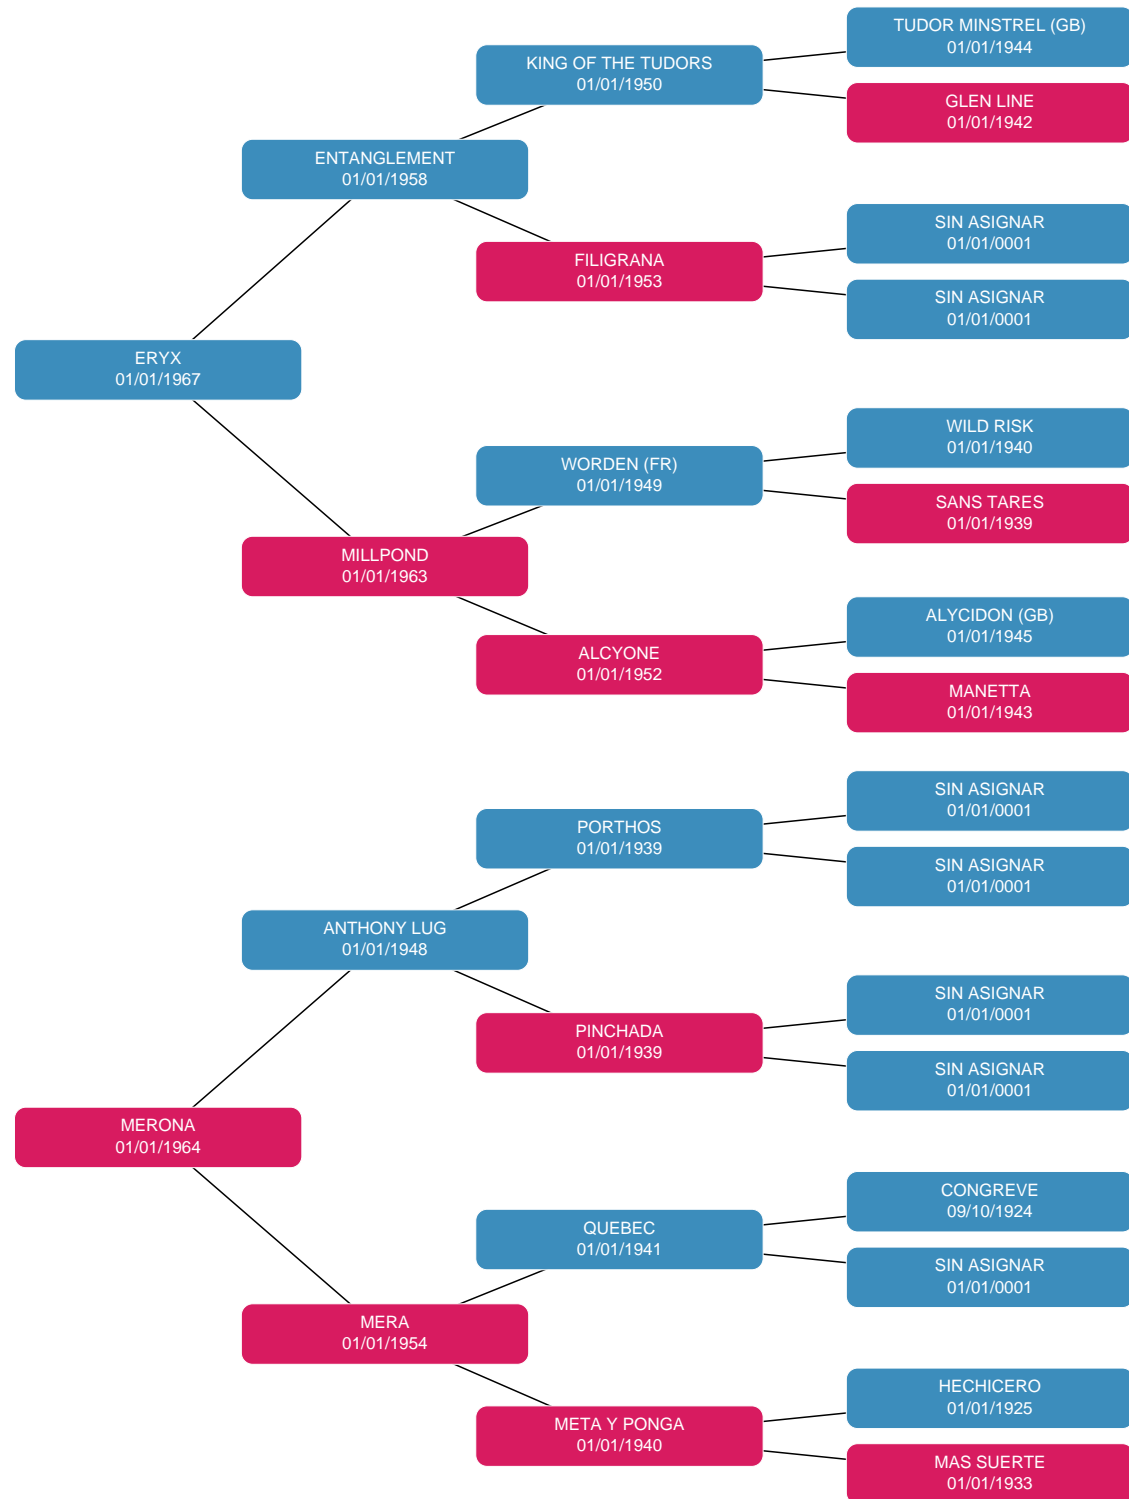 TUDOR MINSTREL (GB)
01/01/1944
KING OF THE TUDORS
01/01/1950
GLEN LINE
01/01/1942
ENTANGLEMENT
01/01/1958
SIN ASIGNAR
01/01/0001
FILIGRANA
01/01/1953
SIN ASIGNAR
01/01/0001
ERYX
01/01/1967
WILD RISK
01/01/1940
WORDEN (FR)
01/01/1949
SANS TARES
01/01/1939
MILLPOND
01/01/1963
ALYCIDON (GB)
01/01/1945
ALCYONE
01/01/1952
MANETTA
01/01/1943
SIN ASIGNAR
01/01/0001
PORTHOS
01/01/1939
SIN ASIGNAR
01/01/0001
ANTHONY LUG
01/01/1948
SIN ASIGNAR
01/01/0001
PINCHADA
01/01/1939
SIN ASIGNAR
01/01/0001
MERONA
01/01/1964
CONGREVE
09/10/1924
QUEBEC
01/01/1941
SIN ASIGNAR
01/01/0001
MERA
01/01/1954
HECHICERO
01/01/1925
META Y PONGA
01/01/1940
MAS SUERTE
01/01/1933